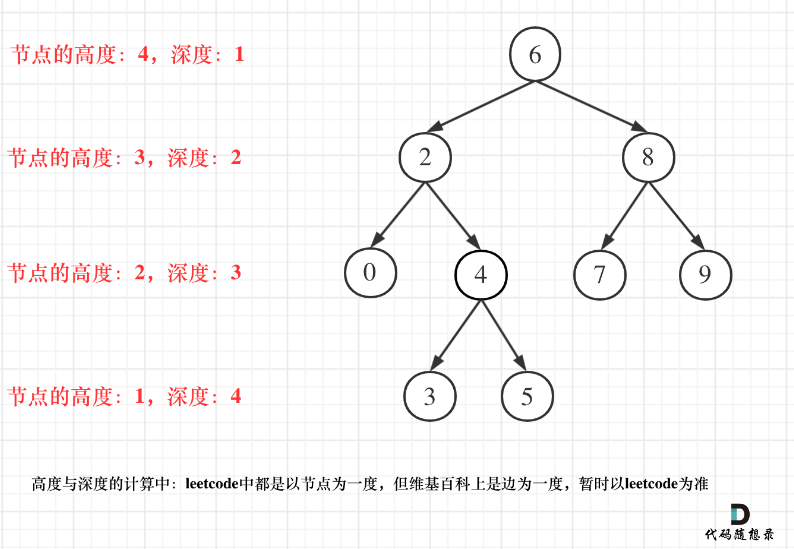 节点的高度：4，深度：1
6
节点的高度：3，深度：2
2
8
节点的高度：2，深度：3
0
4
7
9
节点的高度：1，深度：4
3
5
高度与深度的计算中：leetcode中都是以节点为一度，但维基百科上是边为一度，暂时以leetcode为准
代码随想录